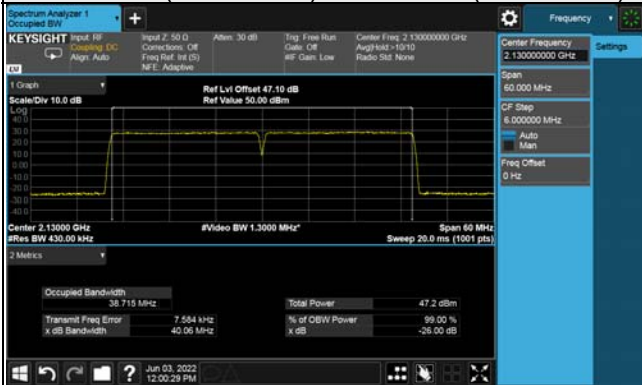 Spectrum Analyzer 1
Occupied BW
Frequency
KEYSIGHT
Input: RF
Coupling: DC
Align: Auto
Input Z: 50 Ω
Corrections: Off
Freq Ref: Int (S)
NFE: Adaptive
Atten: 30 dB
Trig: Free Run
Gate: Off
#IF Gain: Low
Center Freq: 2.130000000 GHz
Avg|Hold:>10/10
Radio Std: None
LXI
Center Frequency
2.130000000 GHz
Settings
Span
60.000 MHz
CF Step
6.000000 MHz
Auto
Man
Freq Offset
0 Hz
1 Graph
Scale/Div 10.0 dB
Ref Lvl Offset 47.10 dB
Ref Value 50.00 dBm
Log
40.0
30.0
20.0
10.0
0.00
-10.0
-20.0
-30.0
-40.0
Center 2.13000 GHz
#Res BW 430.00 kHz
#Video BW 1.3000 MHz*
Span 60 MHz
Sweep 20.0 ms (1001 pts)
2 Metrics
Occupied Bandwidth
38.715 MHz
Total Power 47.2 dBm
Transmit Freq Error 7.584 kHz
% of OBW Power 99.00 %
x dB Bandwidth 40.06 MHz
x dB -26.00 dB
?
Jun 03, 2022
12:00:29 PM